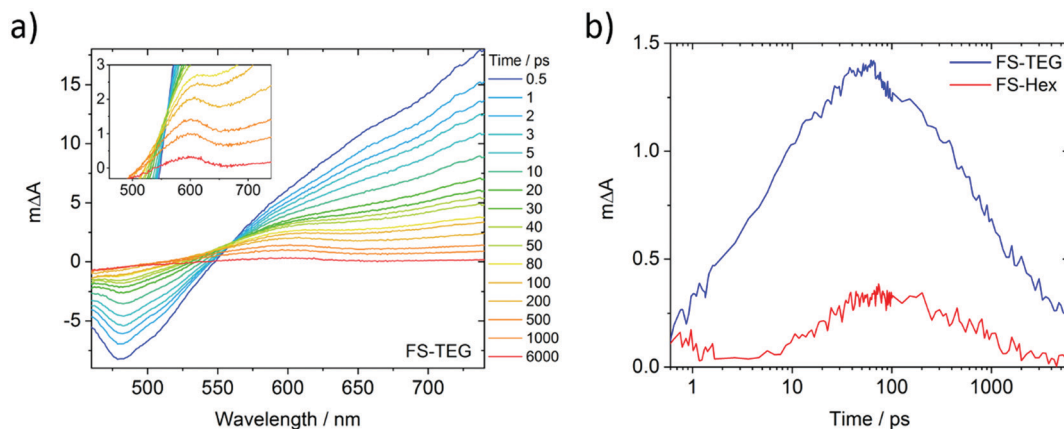 a)
mΔA
15
10
5
0
-5
3
2
1
0
500 600 700
500 550 600 650 700
Wavelength / nm
FS-TEG
Time / ps
0.5
1
2
3
5
10
20
30
40
50
80
100
200
500
1000
6000
b)
mΔA
1.5
1.0
0.5
0.0
FS-TEG
FS-Hex
1 10 100 1000
Time / ps